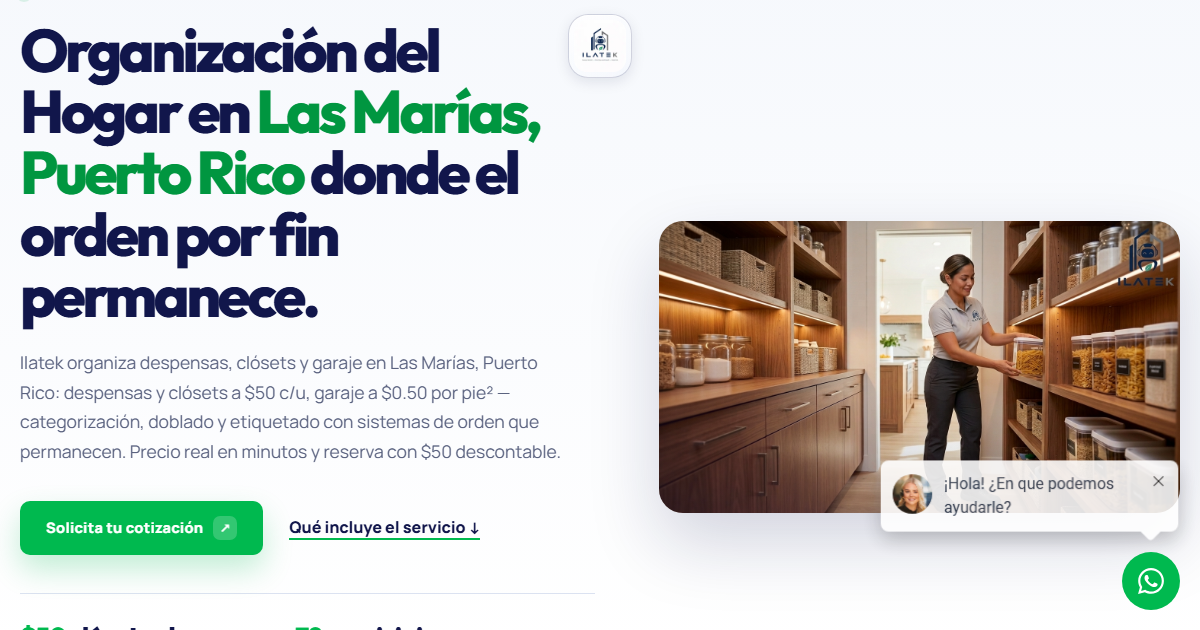 Organización del
Hogar en Las Marías,
Puerto Rico donde el
orden por fin
permanece.
ILATEK
Ilatek organiza despensas, clósets y garaje en Las Marías, Puerto
Rico: despensas y clósets a $50 c/u, garaje a $0.50 por pie² —
categorización, doblado y etiquetado con sistemas de orden que
permanecen. Precio real en minutos y reserva con $50 descontable.
Solicita tu cotización ↗
Qué incluye el servicio ↓
ILATEK
¡Hola! ¿En que podemos
ayudarle?